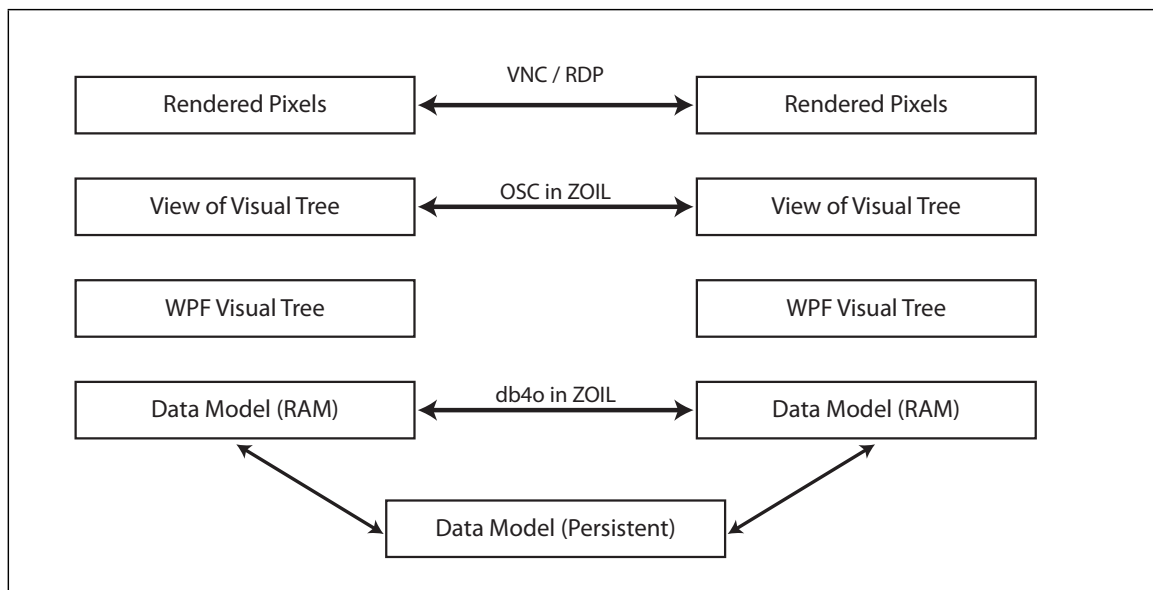 VNC / RDP
Rendered Pixels
Rendered Pixels
OSC in ZOIL
View of Visual Tree
View of Visual Tree
WPF Visual Tree
WPF Visual Tree
db4o in ZOIL
Data Model (RAM)
Data Model (RAM)
Data Model (Persistent)